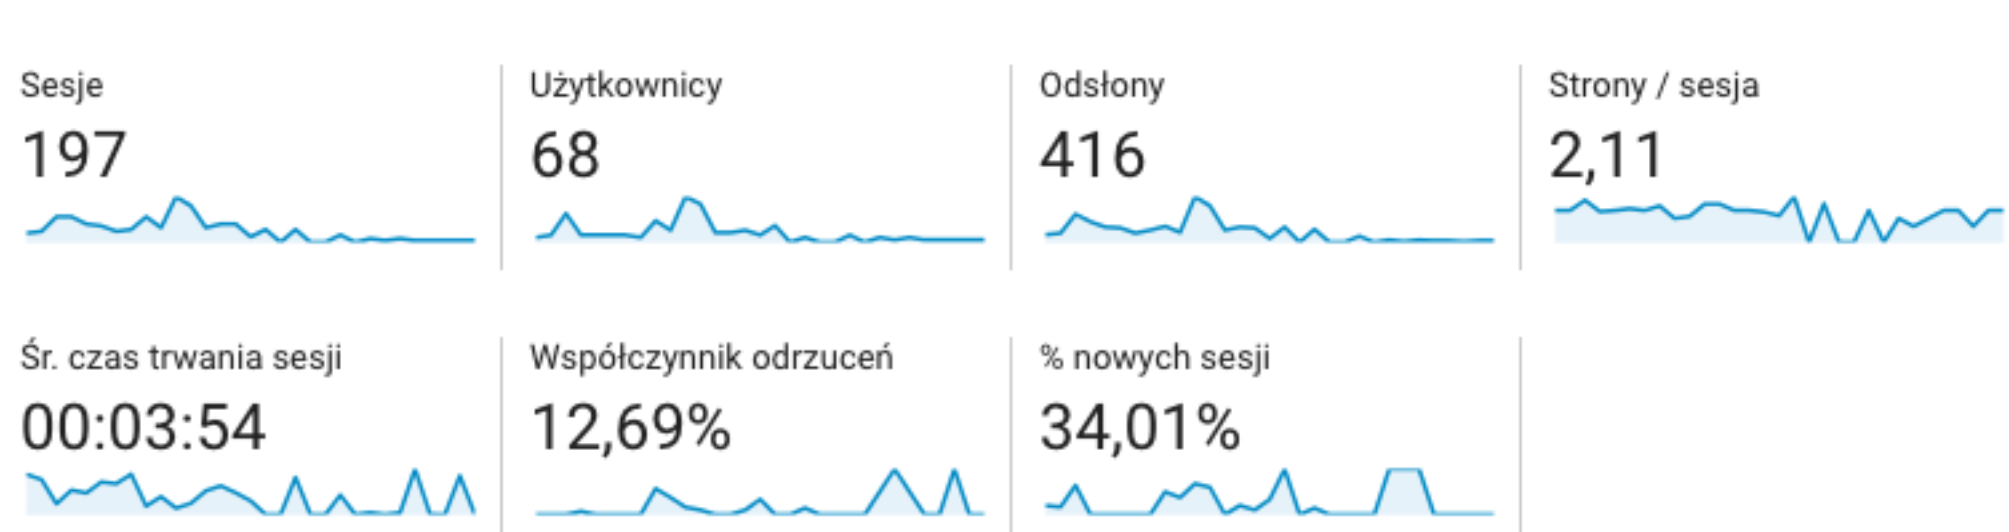 Sesje
197
Użytkownicy
68
Odsłony
416
Strony / sesja
2,11
Śr. czas trwania sesji
00:03:54
Współczynnik odrzuceń
12,69%
% nowych sesji
34,01%